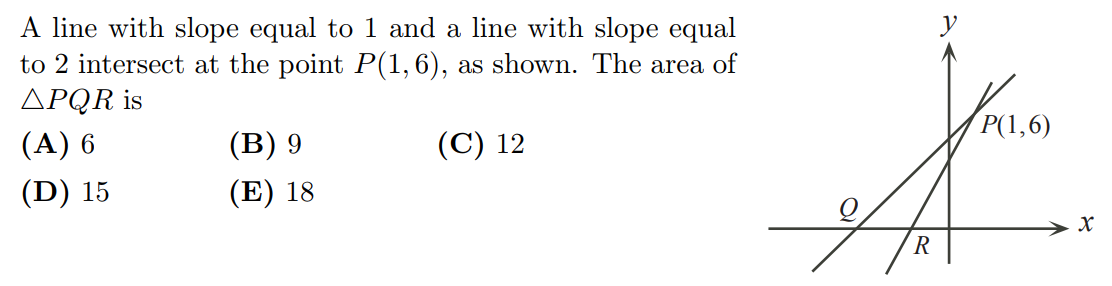 A line with slope equal to 1 and a line with slope equal
to 2 intersect at the point P(1, 6), as shown. The area of
△PQR is
(A) 6 (B) 9 (C) 12
(D) 15 (E) 18
y
P(1,6)
Q
x
R